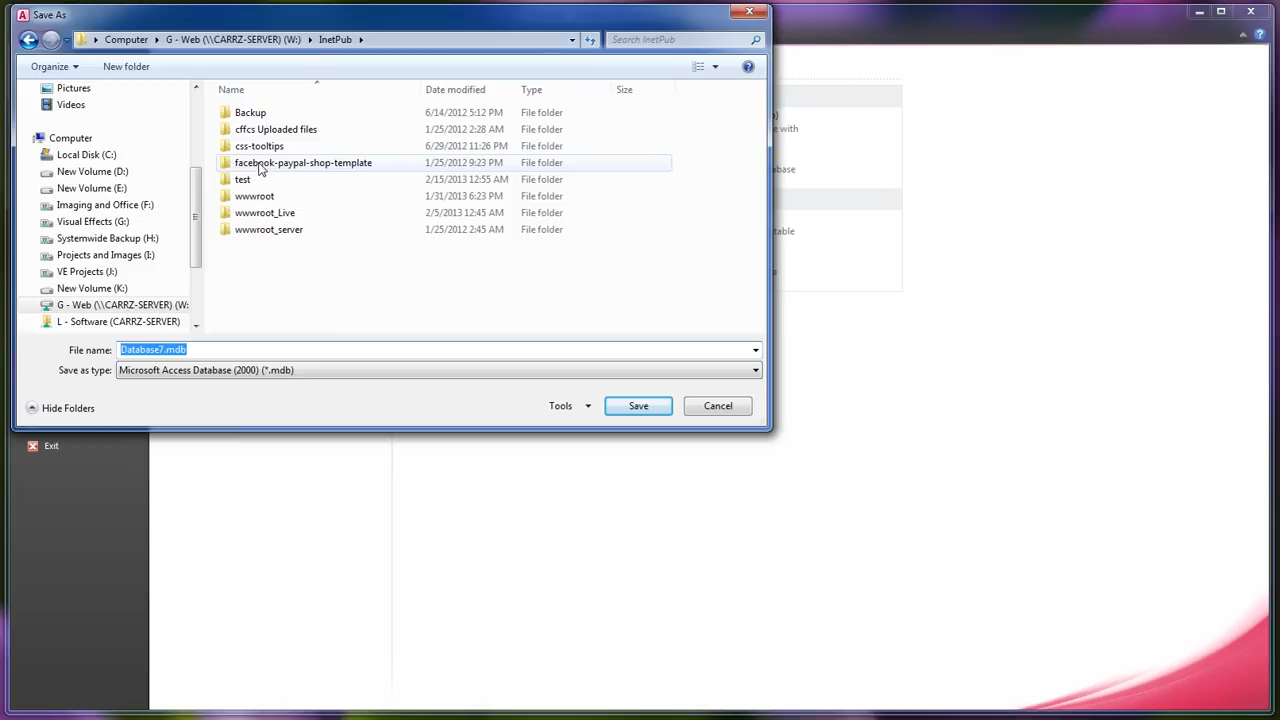 Save As
Computer G - Web (\\CARRZ-SERVER) (W:) InetPub
Search InetPub
Organize New folder
Name Date modified Type Size
Pictures
Videos
Computer
Local Disk (C:)
New Volume (D:)
New Volume (E:)
Imaging and Office (F:)
Visual Effects (G:)
Systemwide Backup (H:)
Projects and Images (I:)
VE Projects (J:)
New Volume (K:)
G - Web (\\CARRZ-SERVER) (W:
L - Software (CARRZ-SERVER)
Backup 6/14/2012 5:12 PM File folder
cffcs Uploaded files 1/25/2012 2:28 AM File folder
css-tooltips 6/29/2012 11:26 PM File folder
facebook-paypal-shop-template 1/25/2012 9:23 PM File folder
test 2/15/2013 12:55 AM File folder
wwwroot 1/31/2013 6:23 PM File folder
wwwroot_Live 2/5/2013 12:45 AM File folder
wwwroot_server 1/25/2012 2:45 AM File folder
File name: Database7.mdb
Save as type: Microsoft Access Database (2000) (*.mdb)
Hide Folders Tools Save Cancel
Exit
with